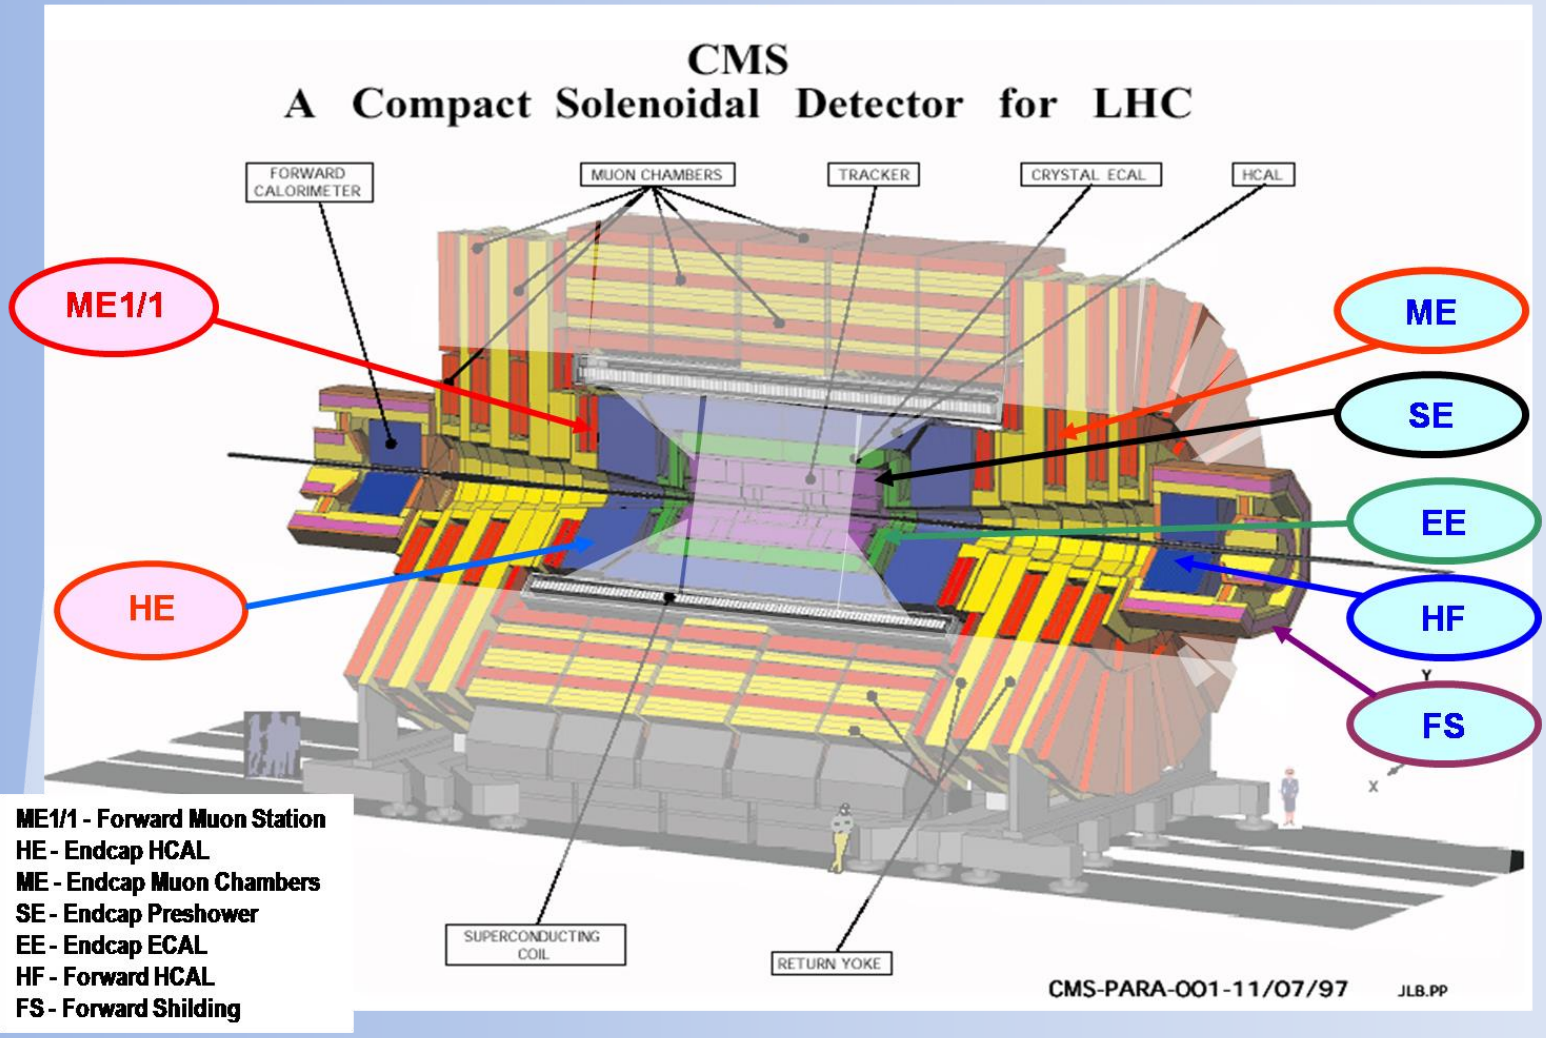 CMS
A Compact Solenoidal Detector for LHC
FORWARD
CALORIMETER
MUON CHAMBERS
TRACKER
CRYSTAL ECAL
HCAL
ME1/1
ME
SE
EE
HE
HF
FS
Y
X
ME1/1 - Forward Muon Station
HE - Endcap HCAL
ME - Endcap Muon Chambers
SE - Endcap Preshower
EE - Endcap ECAL
HF - Forward HCAL
FS - Forward Shilding
SUPERCONDUCTING
COIL
RETURN YOKE
CMS-PARA-001-11/07/97
JLB.PP